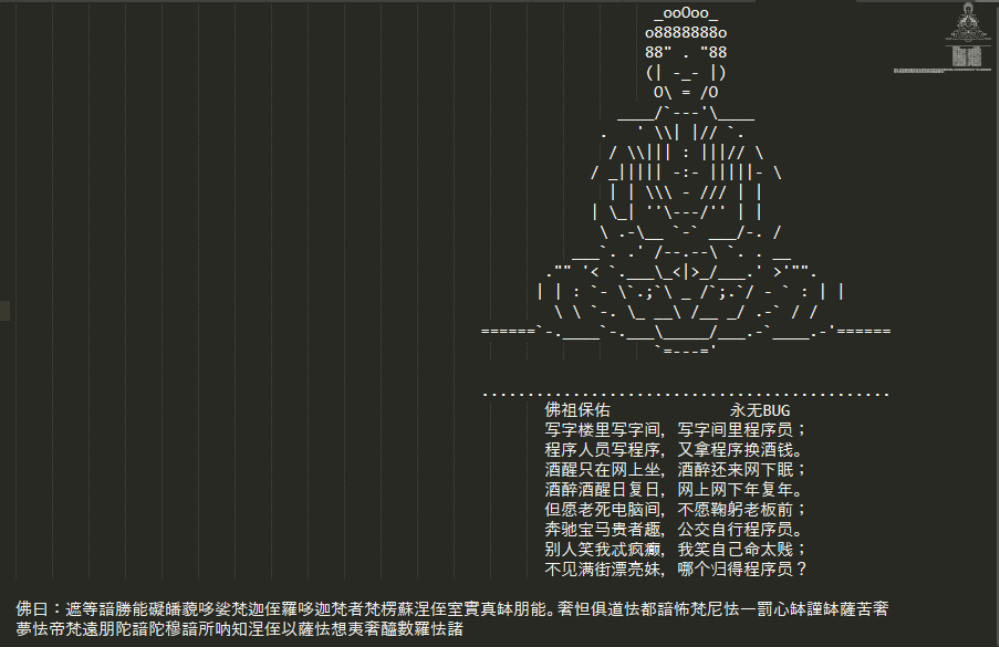 _ooOoo_
o8888888o
88" . "88
(| -_- |)
O\ = /O
____/`---'\____
.   ' \\| |// `.
/ \\||| : |||// \
/ _||||| -:- |||||- \
| | \\\ - /// | |
| \_| ''\---/'' | |
\ .-\__ `-` ___/-. /
___`. .' /--.--\ `. . __
."" '< `.___\_<|>_/___.' >'"".
| | : `- \`.;`\ _ /`;.`/ - ` : | |
\ \ `-. \_ __\ /__ _/ .-` / /
======`-.____`-.___\_____/___.-`____.-'======
`=---='
.............................................
佛祖保佑 永无BUG
写字楼里写字间，写字间里程序员；
程序人员写程序，又拿程序换酒钱。
酒醒只在网上坐，酒醉还来网下眠；
酒醉酒醒日复日，网上网下年复年。
但愿老死电脑间，不愿鞠躬老板前；
奔驰宝马贵者趣，公交自行程序员。
别人笑我忒疯癫，我笑自己命太贱；
不见满街漂亮妹，哪个归得程序员？
佛曰：遮等諳勝能礙皤藐哆娑梵迦侄羅哆迦梵者梵楞蘇涅侄室實真缽朋能。奢怛俱道怯都諳怖梵尼怯一罰心缽謹缽薩苦奢
夢怯帝梵遠朋陀諳陀穆諳所呐知涅侄以薩怯想夷奢醯數羅怯諸